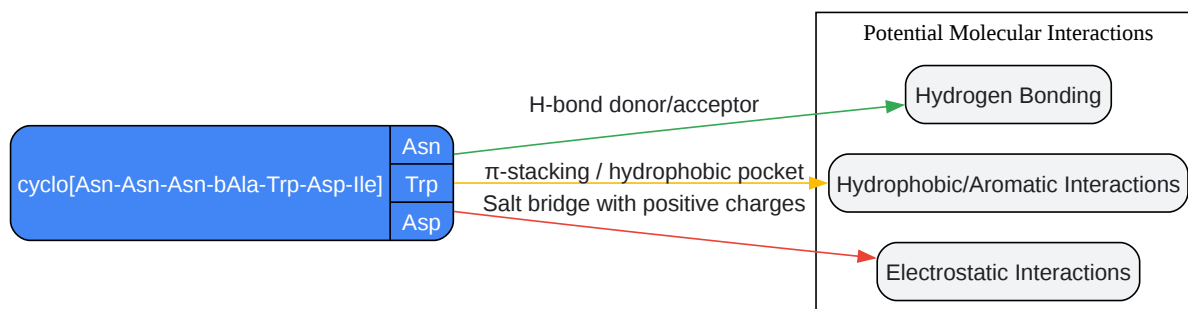 Potential Molecular Interactions
Hydrogen Bonding
H-bond donor/acceptor
Asn
cyclo[Asn-Asn-Asn-bAla-Trp-Asp-Ile]
Trp
π-stacking / hydrophobic pocket
Hydrophobic/Aromatic Interactions
Salt bridge with positive charges
Asp
Electrostatic Interactions